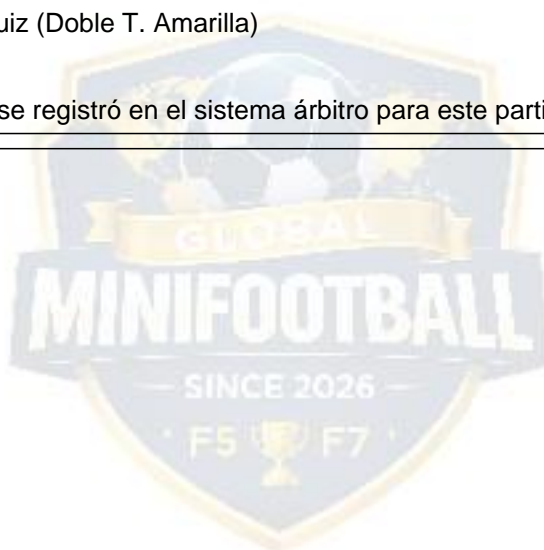 uiz (Doble T. Amarilla)
se registró en el sistema árbitro para este parti
GLOBAL
MINIFOOTBALL
SINCE 2026
F5 F7